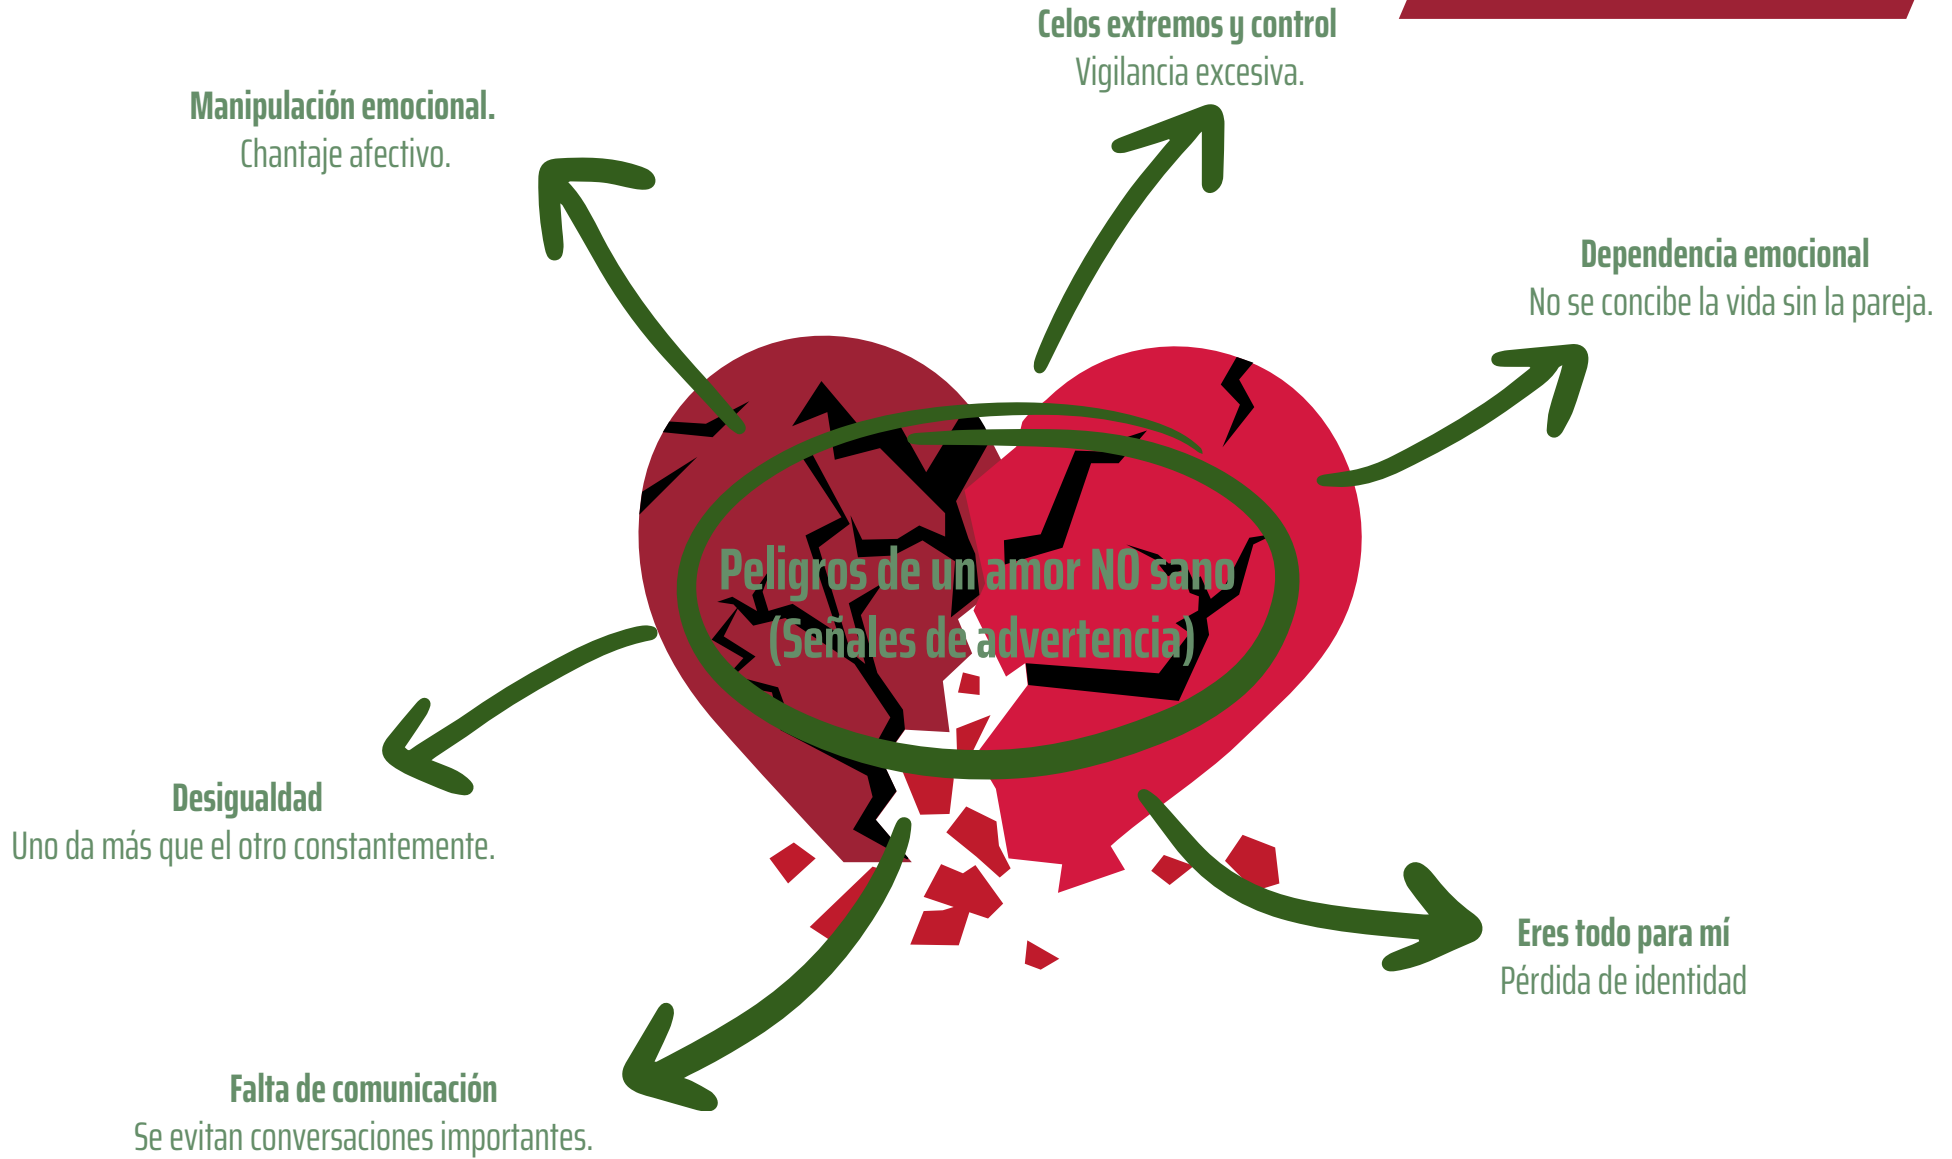 Celos extremos y control
Vigilancia excesiva.
Manipulación emocional.
Chantaje afectivo.
Dependencia emocional
No se concibe la vida sin la pareja.
Peligros de un amor NO sano
(Señales de advertencia)
Desigualdad
Uno da más que el otro constantemente.
Eres todo para mí
Pérdida de identidad
Falta de comunicación
Se evitan conversaciones importantes.